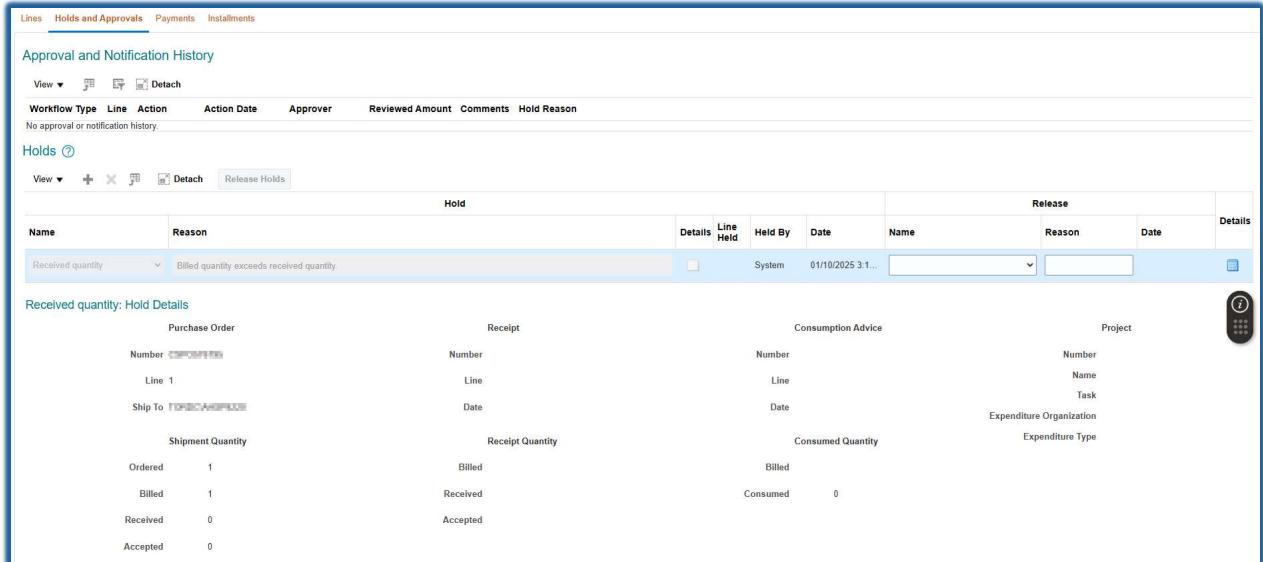 Lines Holds and Approvals Payments Installments
Approval and Notification History
View Detach
Workflow Type Line Action Action Date Approver Reviewed Amount Comments Hold Reason
No approval or notification history.
Holds
View Detach Release Holds
Hold Release
Name Reason Details Line Held Held By Date Name Reason Date Details
Received quantity Billed quantity exceeds received quantity. System 01/10/2025 3:1...
Received quantity: Hold Details
Purchase Order Receipt Consumption Advice Project
Number Number Number Number
Line 1 Line Line Name
Ship To Date Date Task
Expenditure Organization
Shipment Quantity Receipt Quantity Consumed Quantity Expenditure Type
Ordered 1 Billed Billed
Billed 1 Received Consumed 0
Received 0 Accepted
Accepted 0